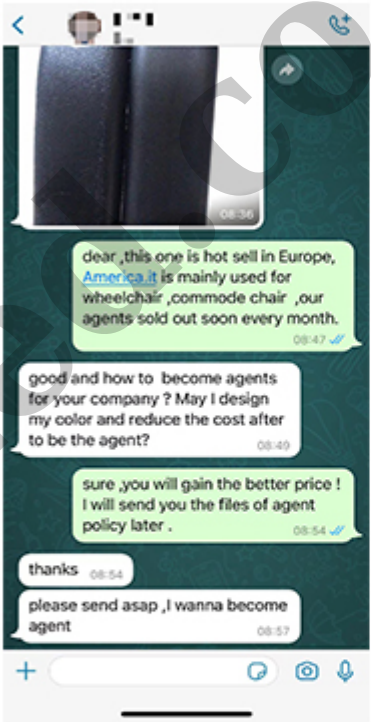 08:36
dear ,this one is hot sell in Europe,
America.it is mainly used for
wheelchair ,commode chair ,our
agents sold out soon every month.
08:47
good and how to become agents
for your company ? May I design
my color and reduce the cost after
to be the agent?
08:49
sure ,you will gain the better price !
I will send you the files of agent
policy later .
08:54
thanks 08:54
please send asap ,I wanna become
agent
08:57